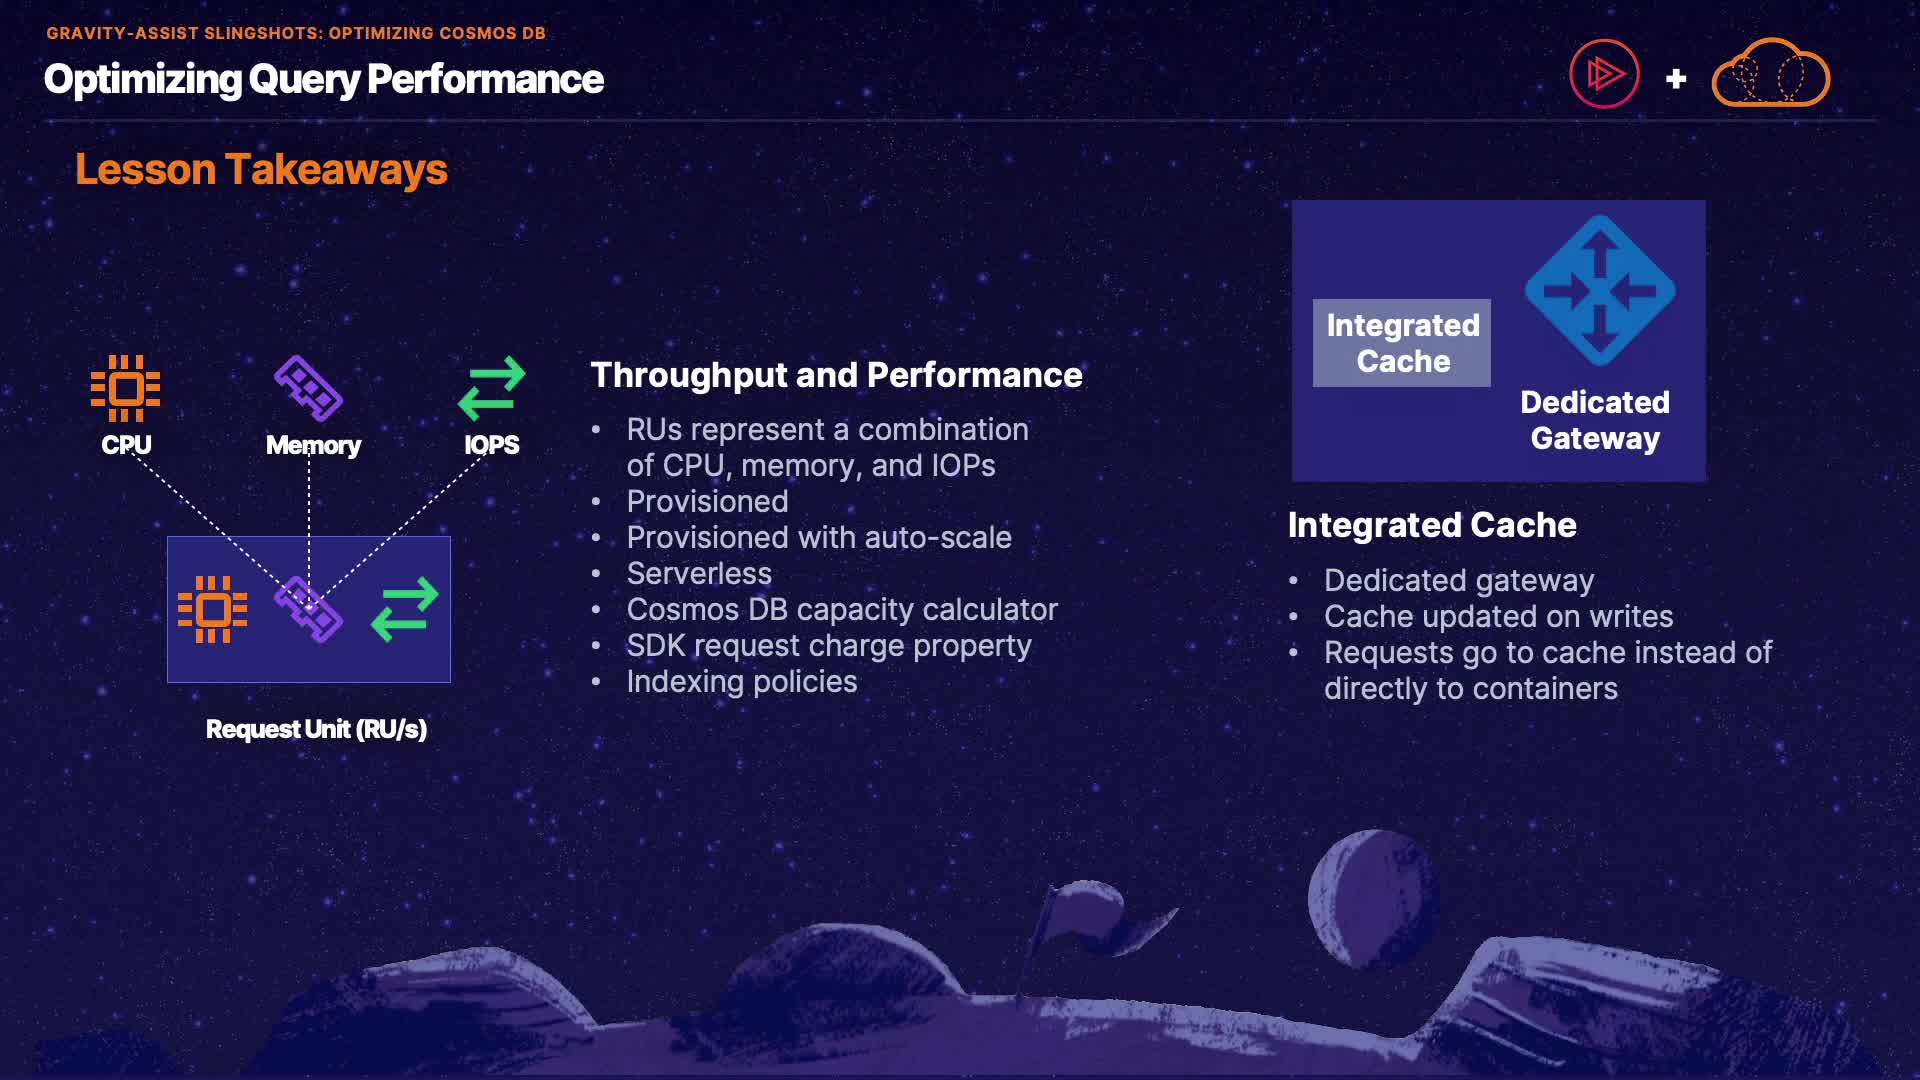 GRAVITY-ASSIST SLINGSHOTS: OPTIMIZING COSMOS DB
Optimizing Query Performance
Lesson Takeaways
CPU
Memory
IOPS
Request Unit (RU/s)
Throughput and Performance
• RUs represent a combination
of CPU, memory, and IOPs
• Provisioned
• Provisioned with auto-scale
• Serverless
• Cosmos DB capacity calculator
• SDK request charge property
• Indexing policies
Integrated
Cache
Dedicated
Gateway
Integrated Cache
• Dedicated gateway
• Cache updated on writes
• Requests go to cache instead of
directly to containers